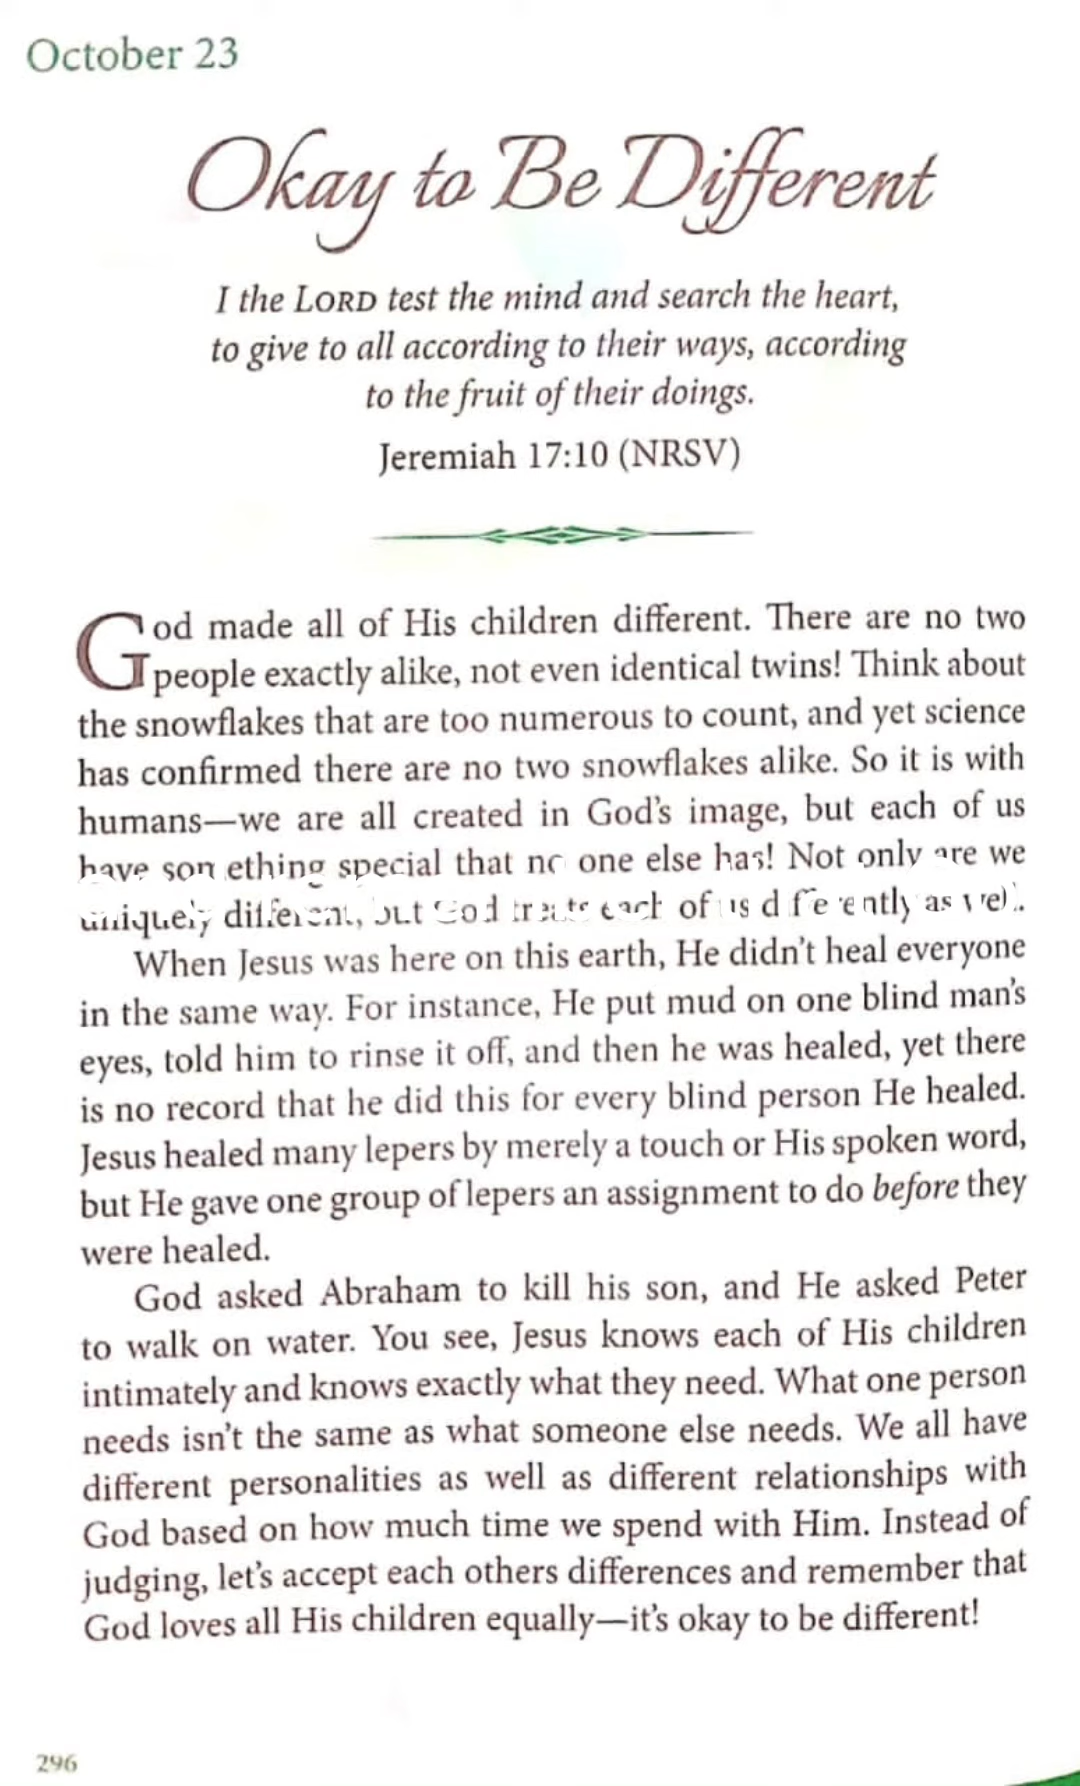 October 23
Okay to Be Different
I the LORD test the mind and search the heart,
to give to all according to their ways, according
to the fruit of their doings.
Jeremiah 17:10 (NRSV)
God made all of His children different. There are no two
people exactly alike, not even identical twins! Think about
the snowflakes that are too numerous to count, and yet science
has confirmed there are no two snowflakes alike. So it is with
humans—we are all created in God's image, but each of us
have something special that no one else has! Not only are we
uniquely different, but God treats each of us differently as well.
When Jesus was here on this earth, He didn't heal everyone
in the same way. For instance, He put mud on one blind man's
eyes, told him to rinse it off, and then he was healed, yet there
is no record that he did this for every blind person He healed.
Jesus healed many lepers by merely a touch or His spoken word,
but He gave one group of lepers an assignment to do before they
were healed.
God asked Abraham to kill his son, and He asked Peter
to walk on water. You see, Jesus knows each of His children
intimately and knows exactly what they need. What one person
needs isn't the same as what someone else needs. We all have
different personalities as well as different relationships with
God based on how much time we spend with Him. Instead of
judging, let's accept each others differences and remember that
God loves all His children equally—it's okay to be different!
296